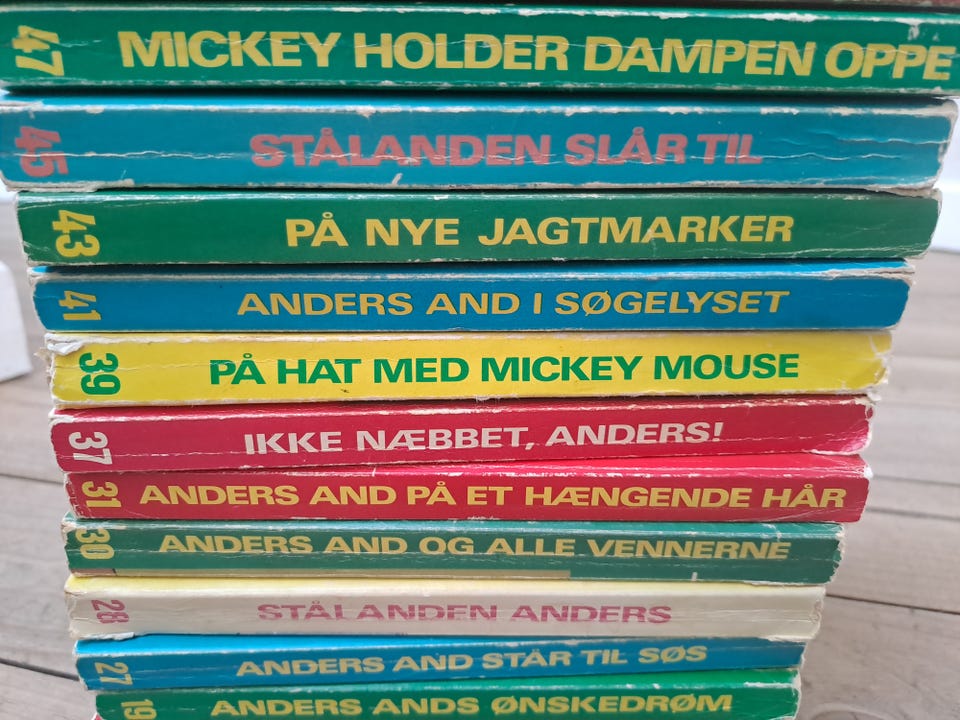 47 MICKEY HOLDER DAMPEN OPPE
45 STÅLANDEN SLÅR TIL
43 PÅ NYE JAGTMARKER
41 ANDERS AND I SØGELYSET
39 PÅ HAT MED MICKEY MOUSE
37 IKKE NÆBBET, ANDERS!
31 ANDERS AND PÅ ET HÆNGENDE HÅR
30 ANDERS AND OG ALLE VENNERNE
28 STÅLANDEN ANDERS
27 ANDERS AND STÅR TIL SØS
19 ANDERS ANDS ØNSKEDRØM!